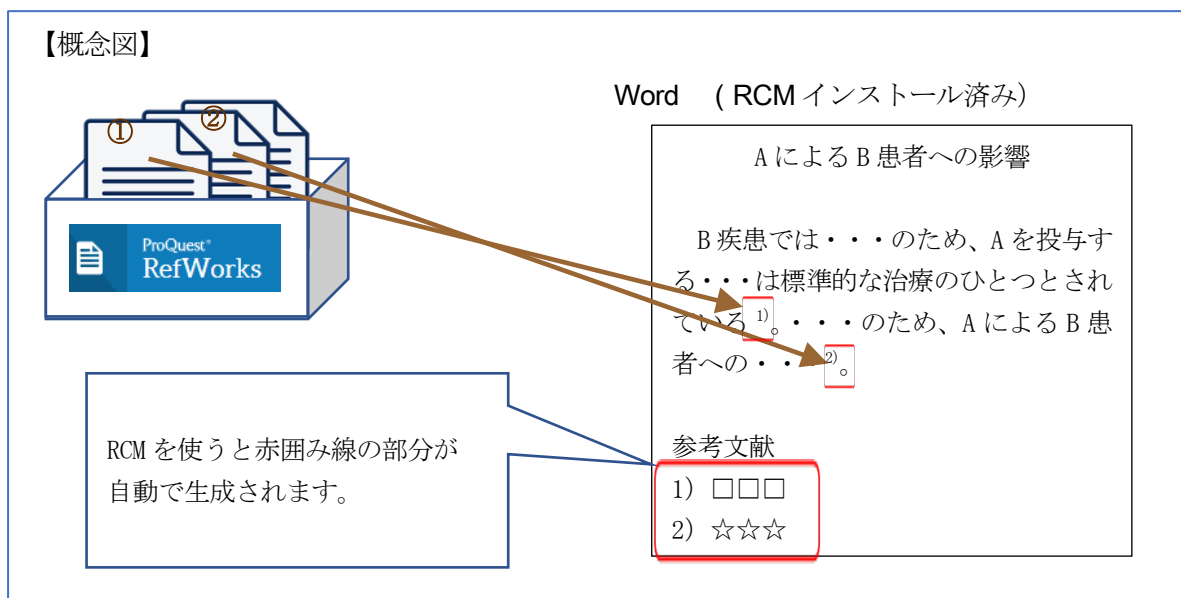 【概念図】
①
②
ProQuest®
RefWorks
RCM を使うと赤囲み線の部分が
自動で生成されます。
Word （RCM インストール済み）
A による B 患者への影響
B 疾患では・・・のため、A を投与す
る・・・は標準的な治療のひとつとされ
ている 1)。・・・のため、A による B 患
者への・・・2)。
参考文献
1) □□□
2) ☆☆☆